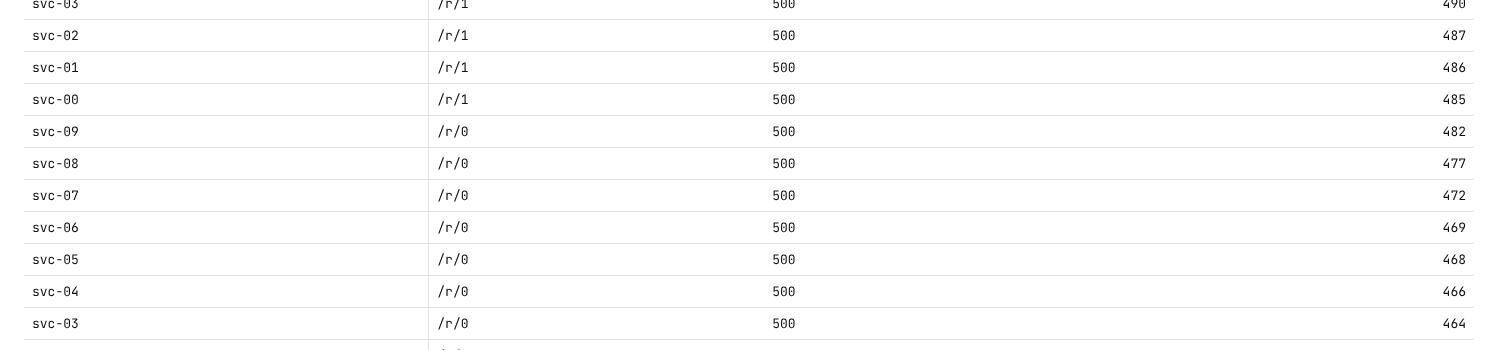 svc-03 /r/1 500 490
svc-02 /r/1 500 487
svc-01 /r/1 500 486
svc-00 /r/1 500 485
svc-09 /r/0 500 482
svc-08 /r/0 500 477
svc-07 /r/0 500 472
svc-06 /r/0 500 469
svc-05 /r/0 500 468
svc-04 /r/0 500 466
svc-03 /r/0 500 464